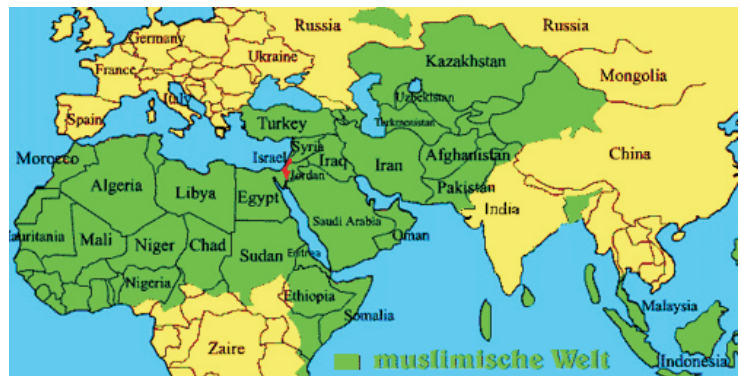 Russia
Russia
Germany
Ukraine
Kazakhstan
France
Mongolia
Italy
Uzbekistan
Spain
Turkey
Turkmenistan
China
Syria
Morocco
Israel
Iraq
Iran
Afghanistan
Jordan
Algeria
Libya
Egypt
Pakistan
India
Saudi Arabia
Mauritania
Mali
Niger
Chad
Oman
Sudan
Eritrea
Nigeria
Ethiopia
Somalia
Malaysia
Zaire
muslimische Welt
Indonesia